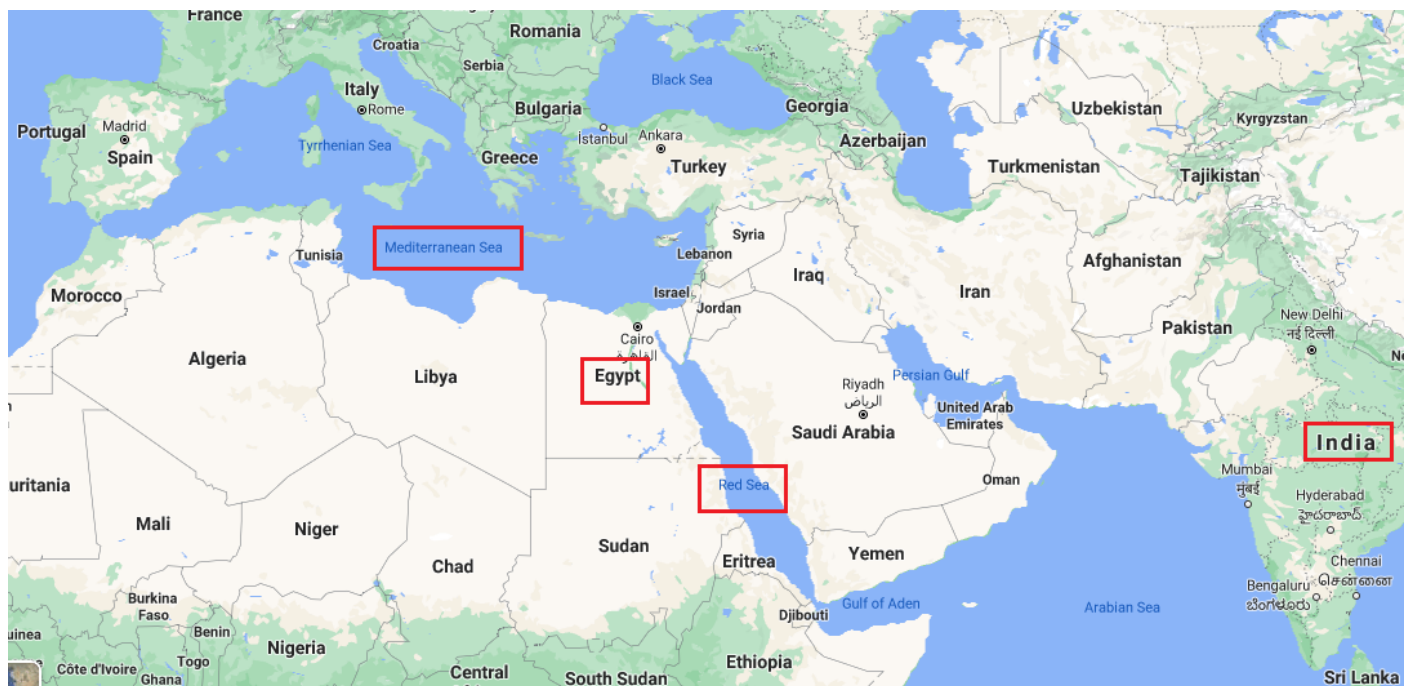 France
Croatia
Romania
Serbia
Black Sea
Italy
Rome
Bulgaria
Georgia
Uzbekistan
Kyrgyzstan
Portugal
Madrid
Spain
Tyrrhenian Sea
Greece
İstanbul
Ankara
Turkey
Azerbaijan
Turkmenistan
Tajikistan
Mediterranean Sea
Tunisia
Syria
Lebanon
Iraq
Iran
Afghanistan
Morocco
Israel
Jordan
Pakistan
New Delhi
नई दिल्ली
Algeria
Libya
Cairo
القاهرة
Egypt
Persian Gulf
Riyadh
الرياض
United Arab
Emirates
Saudi Arabia
India
uritania
Mali
Niger
Chad
Red Sea
Oman
Mumbai
मुंबई
Hyderabad
హైదరాబాద్
Sudan
Eritrea
Yemen
Chennai
சென்னை
Bengaluru
ಬೆಂಗಳೂರು
Burkina
Faso
Djibouti
Gulf of Aden
Arabian Sea
uinea
Benin
Nigeria
Togo
Côte d'Ivoire
Ghana
Central
South Sudan
Ethiopia
Sri Lanka